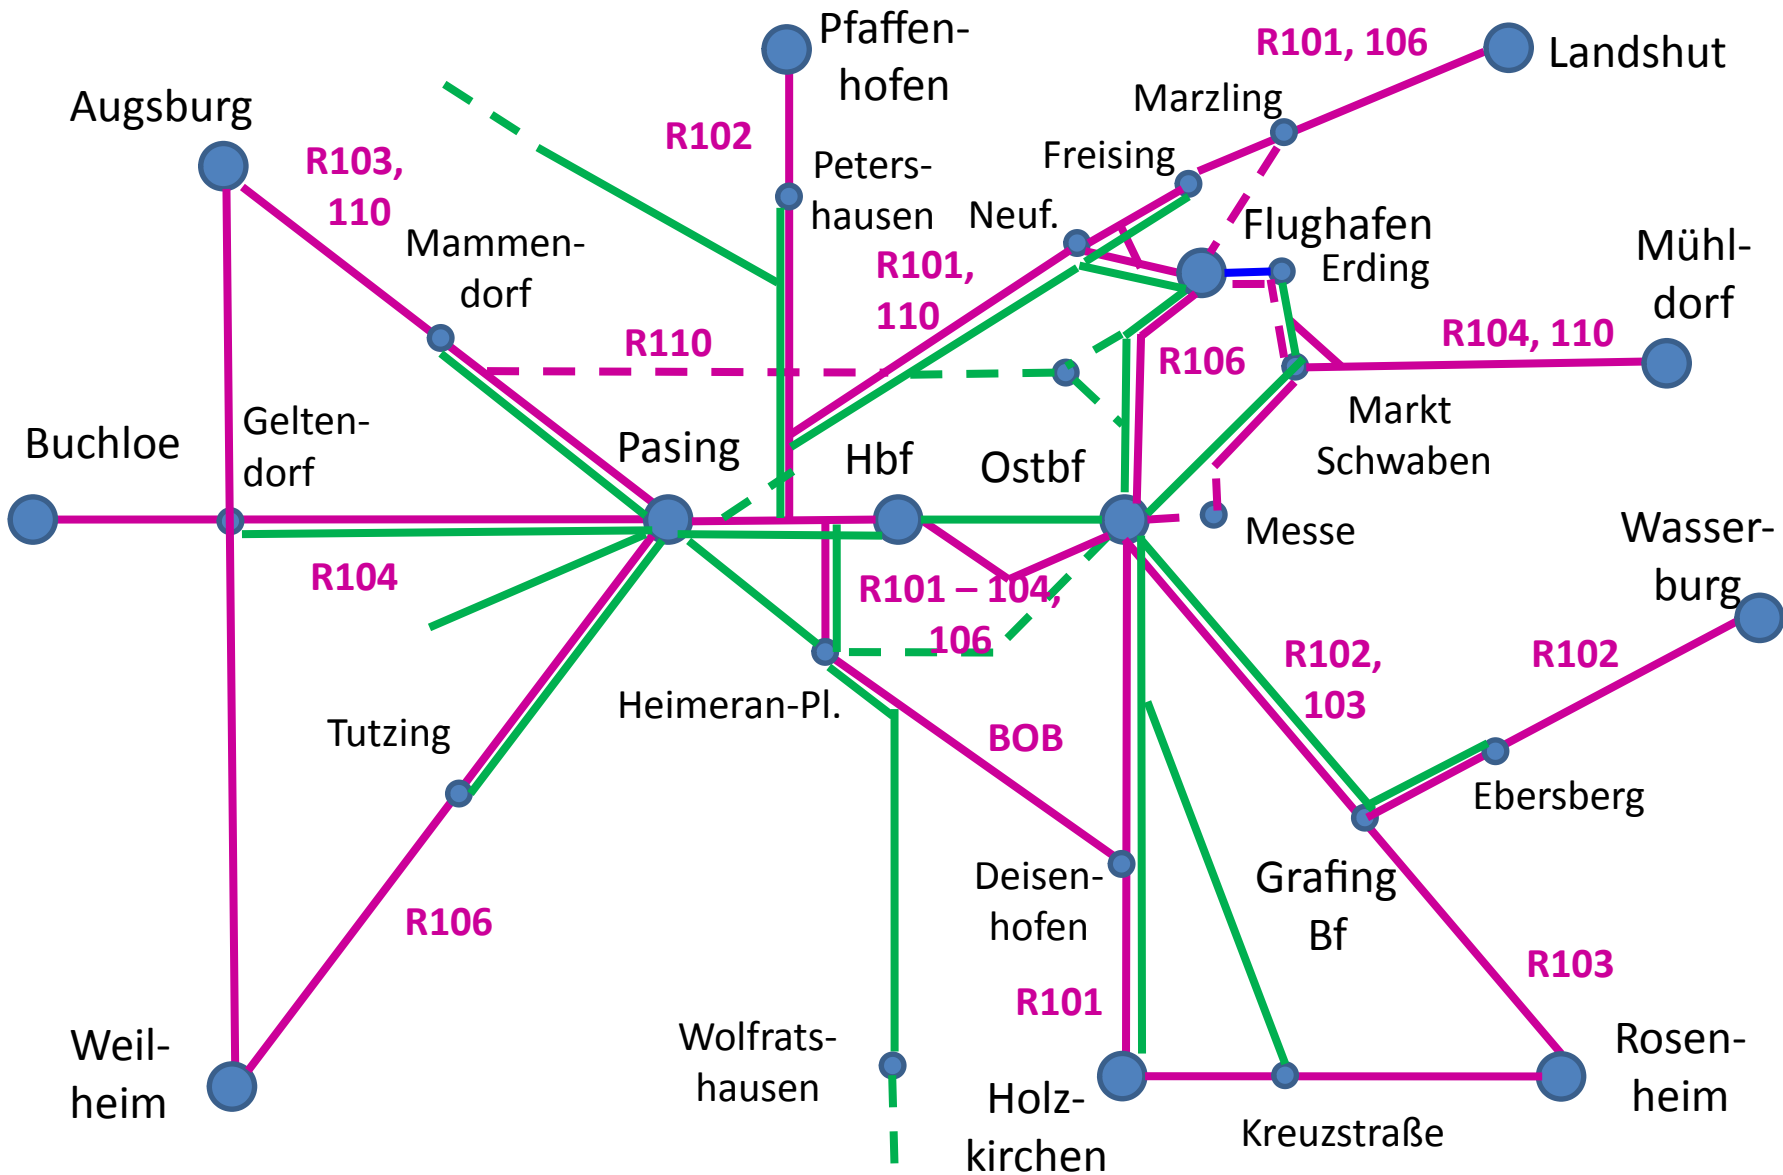 Pfaffen-
hofen
R101, 106
Landshut
Augsburg
Marzling
R102
R103,
110
Freising
Peters-
hausen
Neuf.
Flughafen
Erding
Mühl-
dorf
Mammen-
dorf
R101,
110
R110
R106
R104, 110
Gelten-
dorf
Buchloe
Pasing
Hbf
Ostbf
Markt
Schwaben
Messe
Wasser-
burg
R104
R101 – 104,
106
R102,
103
R102
Heimeran-Pl.
Tutzing
BOB
Ebersberg
Deisen-
hofen
Grafing
Bf
R106
R103
R101
Weil-
heim
Wolfrats-
hausen
Holz-
kirchen
Kreuzstraße
Rosen-
heim